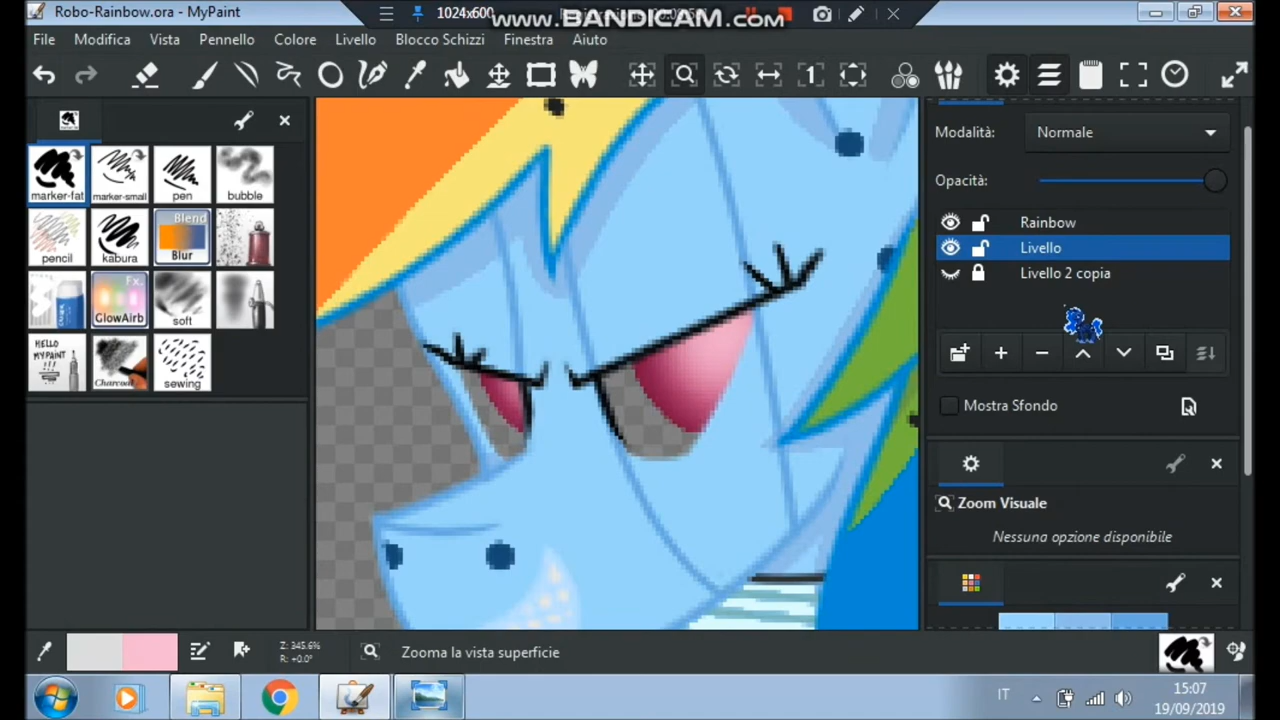 Robo-Rainbow.ora - MyPaint
1024x600
www.BANDICAM.com
File Modifica Vista Pennello Colore Livello Blocco Schizzi Finestra Aiuto
1
marker-fat marker-small pen bubble
pencil kabura Blend Blur
Fx. GlowAirb soft
HELLO MYPAINT Charcoal sewing
Modalità: Normale
Opacità:
Rainbow
Livello
Livello 2 copia
Mostra Sfondo
Zoom Visuale
Nessuna opzione disponibile
Z: 345.6%
R: +0.0°
Zooma la vista superficie
IT
15:07
19/09/2019